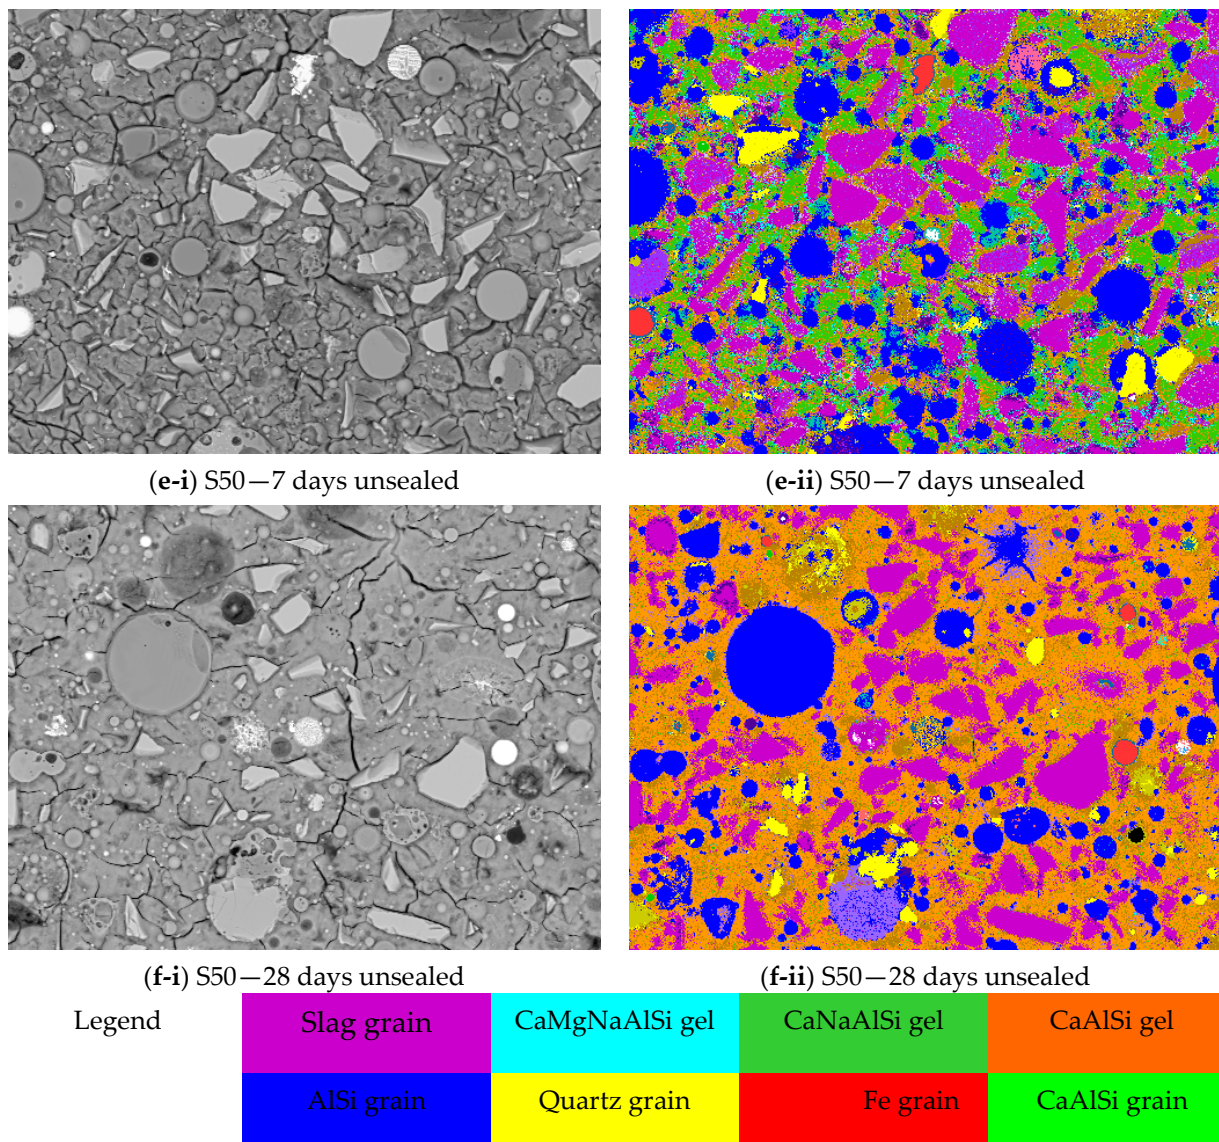 (e-i) S50—7 days unsealed
(e-ii) S50—7 days unsealed
(f-i) S50—28 days unsealed
(f-ii) S50—28 days unsealed
Legend
Slag grain
CaMgNaAlSi gel
CaNaAlSi gel
CaAlSi gel
AlSi grain
Quartz grain
Fe grain
CaAlSi grain